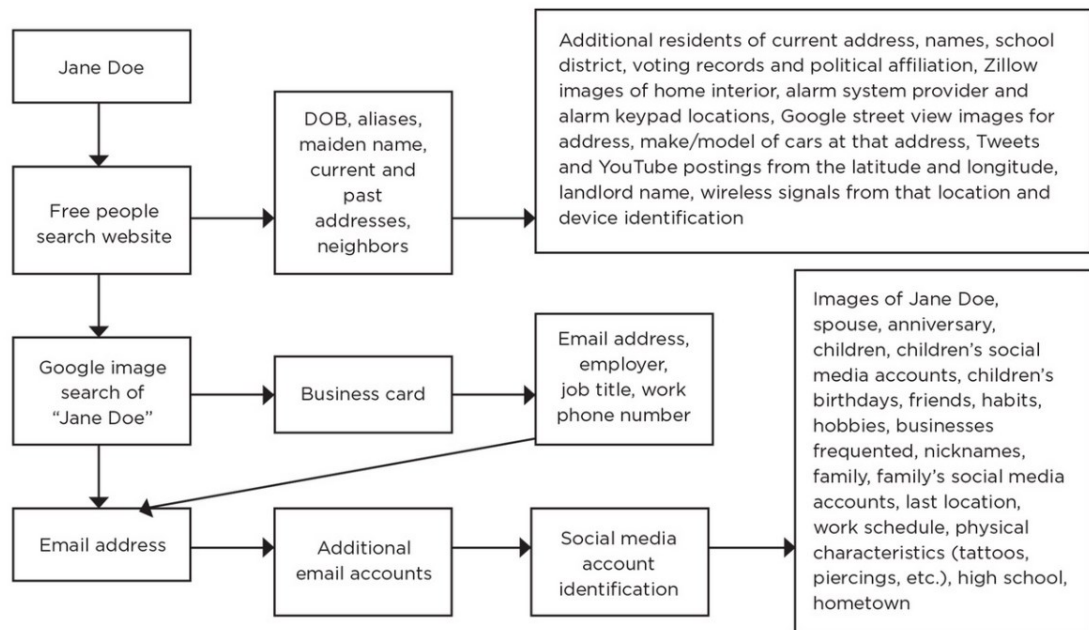 Jane Doe
Free people
search website
DOB, aliases,
maiden name,
current and
past
addresses,
neighbors
Additional residents of current address, names, school
district, voting records and political affiliation, Zillow
images of home interior, alarm system provider and
alarm keypad locations, Google street view images for
address, make/model of cars at that address, Tweets
and YouTube postings from the latitude and longitude,
landlord name, wireless signals from that location and
device identification
Google image
search of
“Jane Doe”
Business card
Email address,
employer,
job title, work
phone number
Email address
Additional
email accounts
Social media
account
identification
Images of Jane Doe,
spouse, anniversary,
children, children’s social
media accounts, children’s
birthdays, friends, habits,
hobbies, businesses
frequented, nicknames,
family, family’s social media
accounts, last location,
work schedule, physical
characteristics (tattoos,
piercings, etc.), high school,
hometown